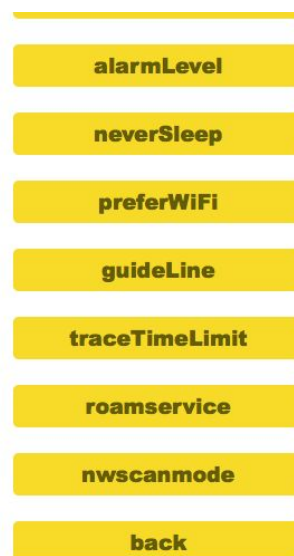 alarmLevel
neverSleep
preferWiFi
guideLine
traceTimeLimit
roamservice
nwscanmode
back